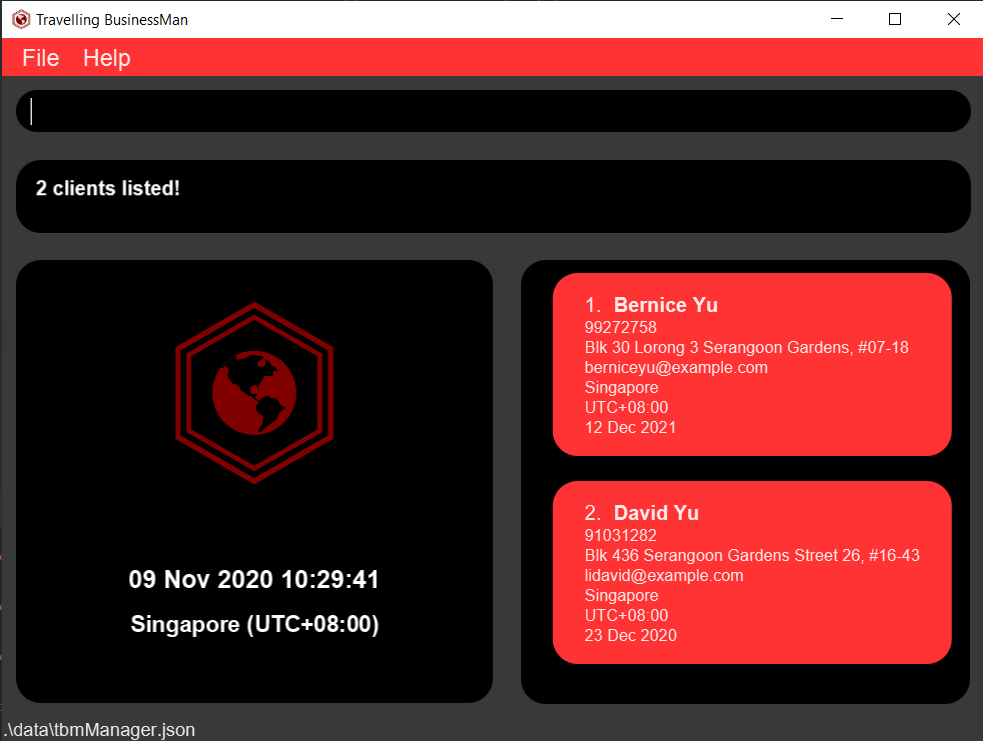 Travelling BusinessMan
File Help
2 clients listed!
09 Nov 2020 10:29:41
Singapore (UTC+08:00)
1. Bernice Yu
99272758
Blk 30 Lorong 3 Serangoon Gardens, #07-18
berniceyu@example.com
Singapore
UTC+08:00
12 Dec 2021
2. David Yu
91031282
Blk 436 Serangoon Gardens Street 26, #16-43
lidavid@example.com
Singapore
UTC+08:00
23 Dec 2020
.\data\tbmManager.json